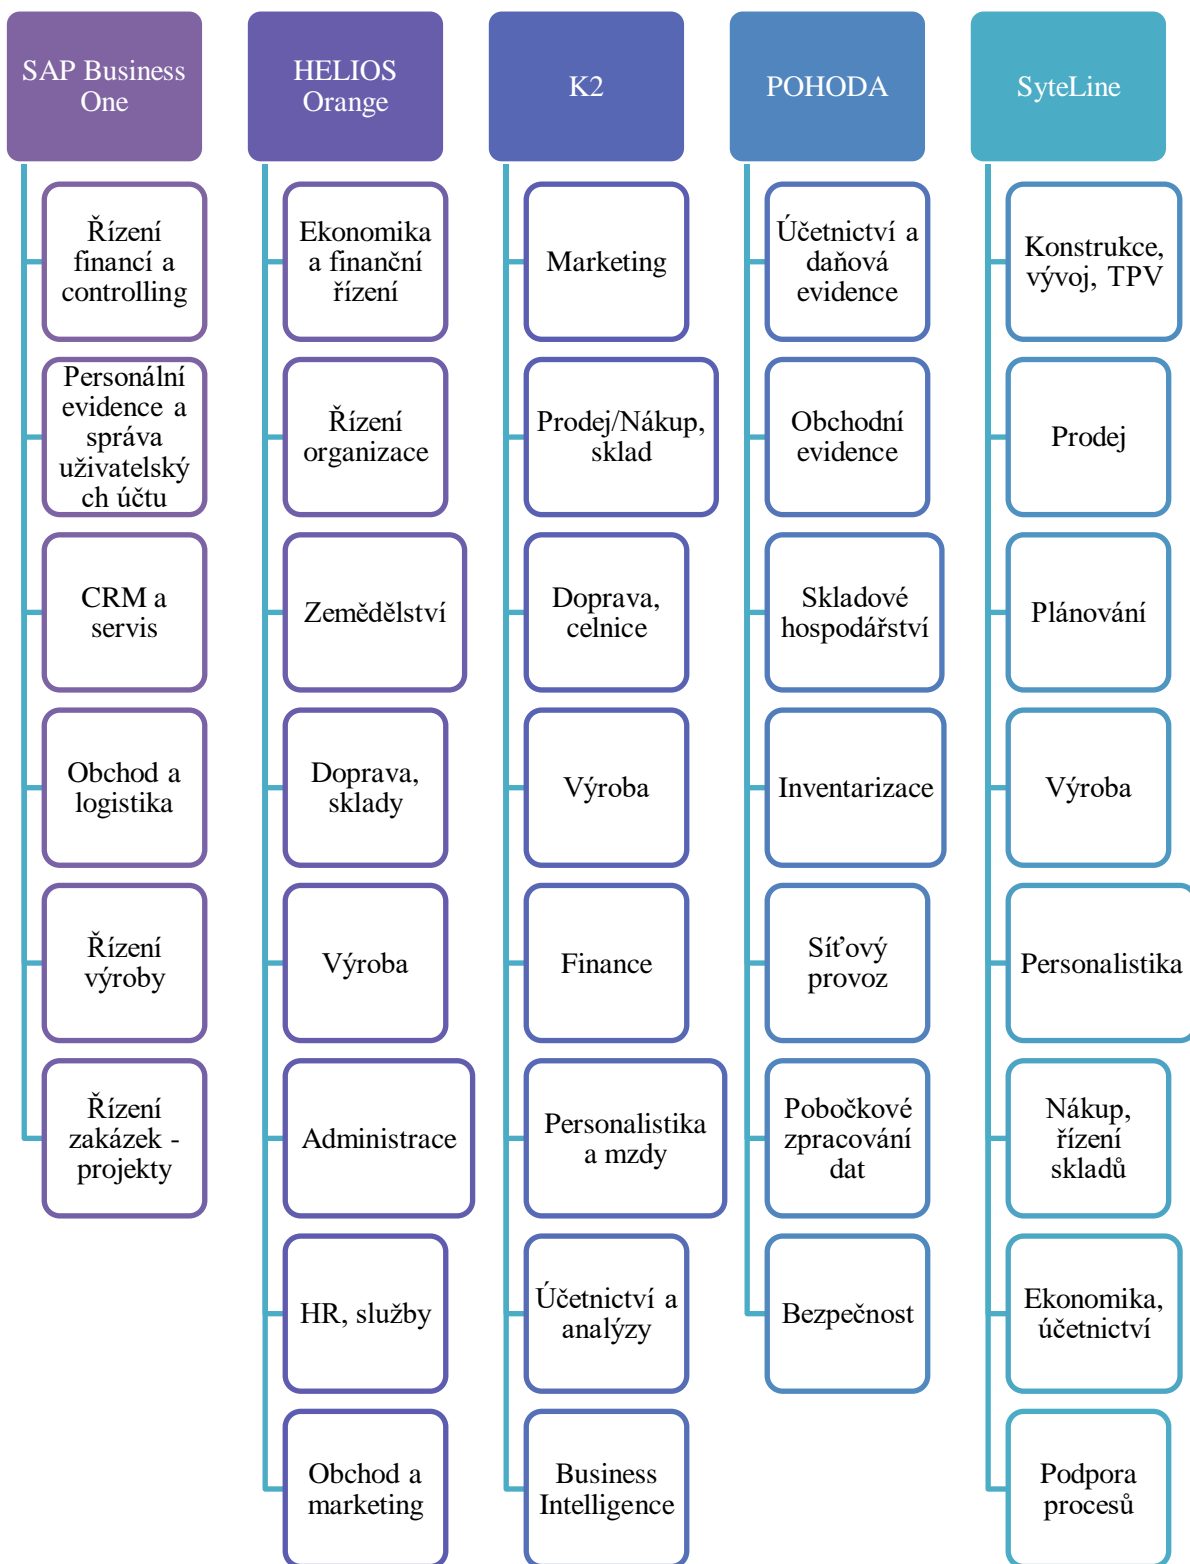 SAP Business
One
Řízení
financí a
controlling
Personální
evidence a
správa
uživatelský
ch účtu
CRM a
servis
Obchod a
logistika
Řízení
výroby
Řízení
zakázek -
projekty
HELIOS
Orange
Ekonomika
a finanční
řízení
Řízení
organizace
Zemědělství
Doprava,
sklady
Výroba
Administrace
HR, služby
Obchod a
marketing
K2
Marketing
Prodej/Nákup,
sklad
Doprava,
celnice
Výroba
Finance
Personalistika
a mzdy
Účetnictví a
analýzy
Business
Intelligence
POHODA
Účetnictví a
daňová
evidence
Obchodní
evidence
Skladové
hospodářství
Inventarizace
Síťový
provoz
Pobočkové
zpracování
dat
Bezpečnost
SyteLine
Konstrukce,
vývoj, TPV
Prodej
Plánování
Výroba
Personalistika
Nákup,
řízení
skladů
Ekonomika,
účetnictví
Podpora
procesů